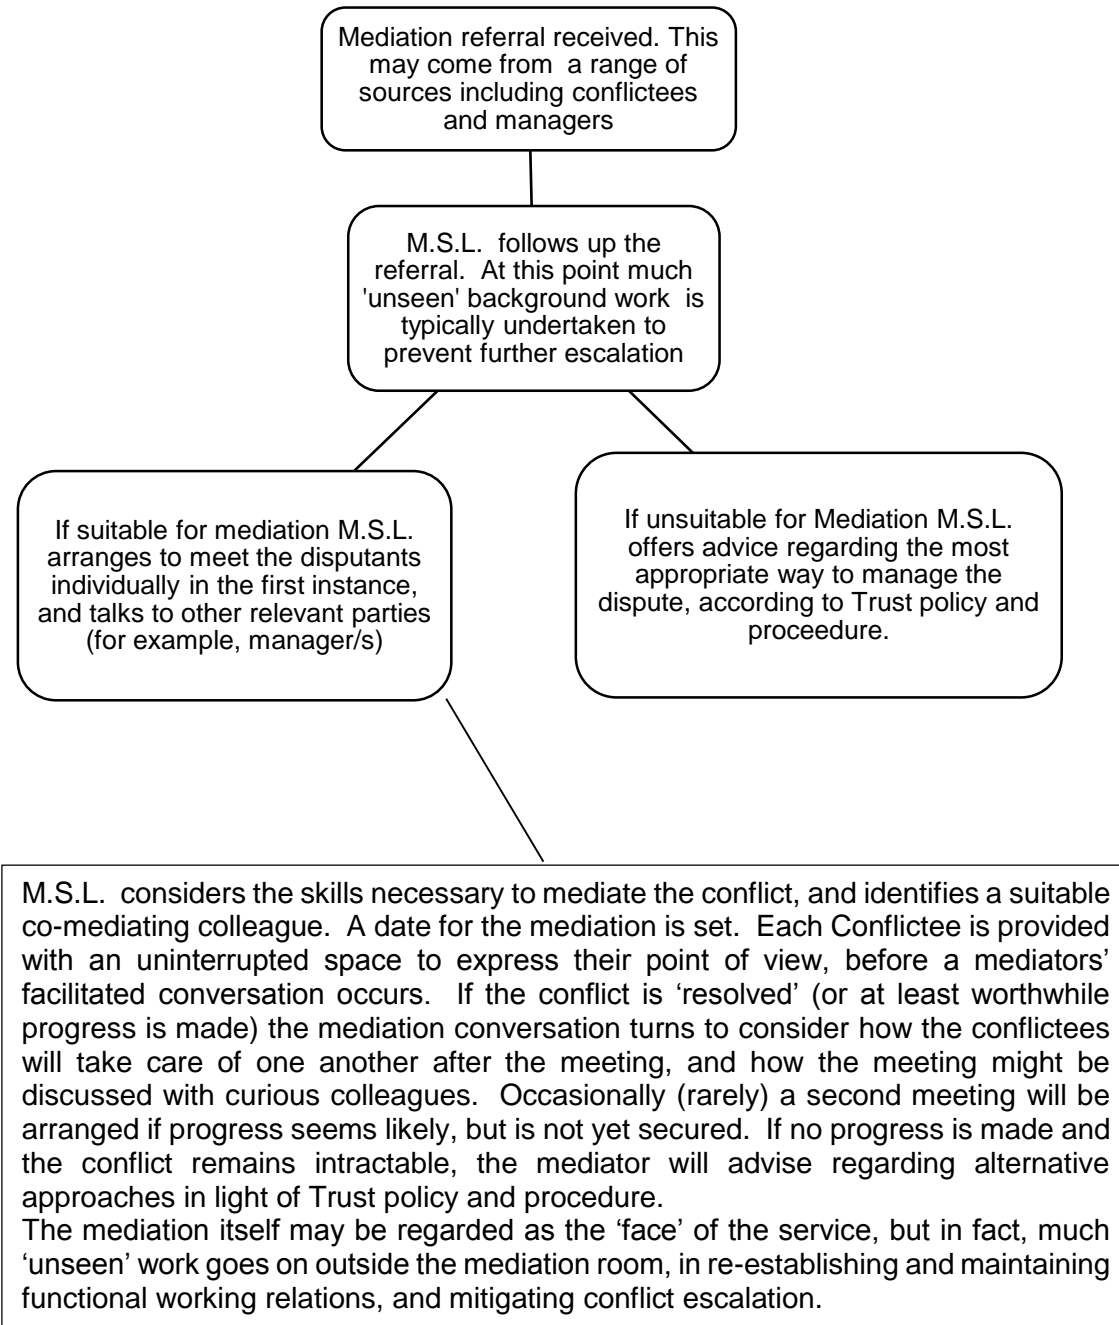 Mediation referral received. This
may come from  a range of
sources including conflictees
and managers
M.S.L.  follows up the
referral.  At this point much
'unseen' background work  is
typically undertaken to
prevent further escalation
If suitable for mediation M.S.L.
arranges to meet the disputants
individually in the first instance,
and talks to other relevant parties
(for example, manager/s)
If unsuitable for Mediation M.S.L.
offers advice regarding the most
appropriate way to manage the
dispute, according to Trust policy and
proceedure.
M.S.L.  considers the skills necessary to mediate the conflict, and identifies a suitable
co-mediating colleague.  A date for the mediation is set.  Each Conflictee is provided
with an uninterrupted space to express their point of view, before a mediators’
facilitated conversation occurs.  If the conflict is ‘resolved’ (or at least worthwhile
progress is made) the mediation conversation turns to consider how the conflictees
will take care of one another after the meeting, and how the meeting might be
discussed with curious colleagues.  Occasionally (rarely) a second meeting will be
arranged if progress seems likely, but is not yet secured.  If no progress is made and
the conflict remains intractable, the mediator will advise regarding alternative
approaches in light of Trust policy and procedure.
The mediation itself may be regarded as the ‘face’ of the service, but in fact, much
‘unseen’ work goes on outside the mediation room, in re-establishing and maintaining
functional working relations, and mitigating conflict escalation.